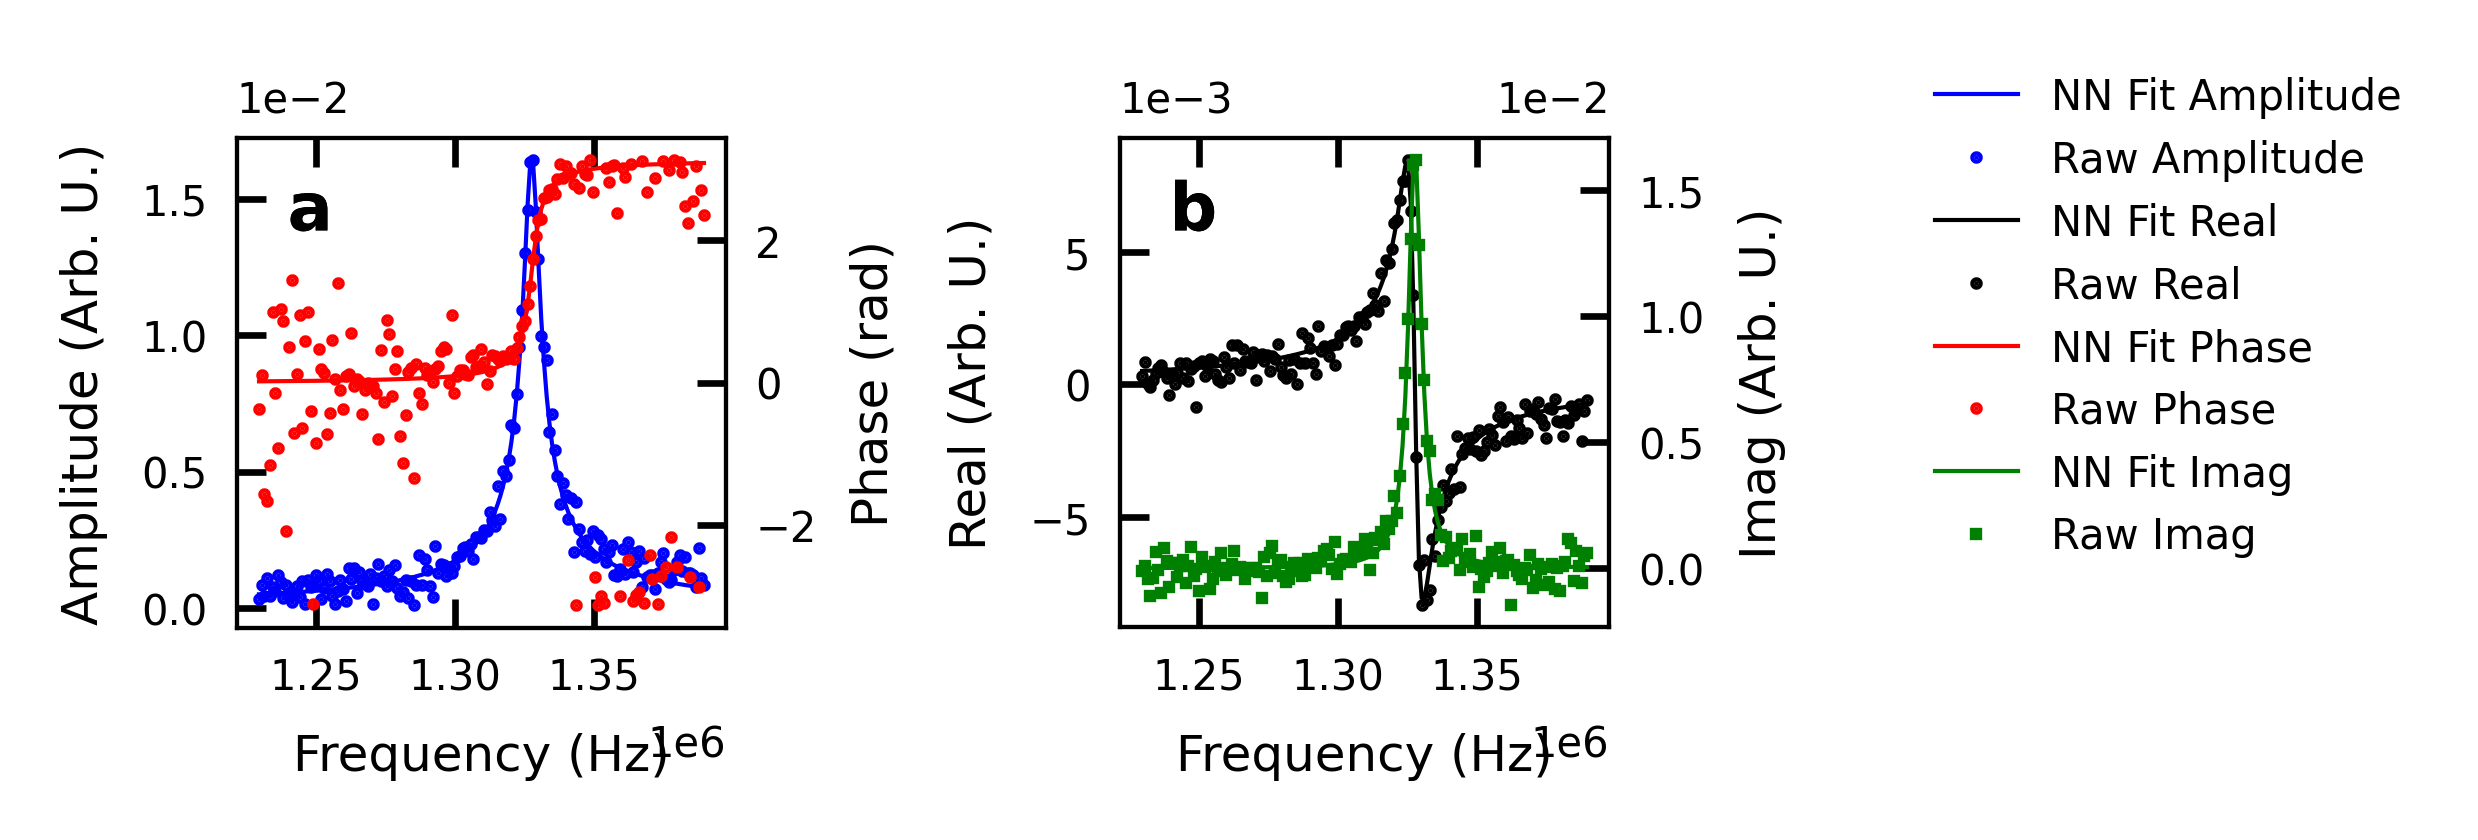 1e−2
1e−3
1e−2
a
b
Amplitude (Arb. U.)
1.5
1.0
0.5
0.0
2
0
−2
Phase (rad)
1.25 1.30 1.35
1e6
Frequency (Hz)
Real (Arb. U.)
5
0
−5
1.5
1.0
0.5
0.0
Imag (Arb. U.)
1.25 1.30 1.35
1e6
Frequency (Hz)
NN Fit Amplitude
Raw Amplitude
NN Fit Real
Raw Real
NN Fit Phase
Raw Phase
NN Fit Imag
Raw Imag